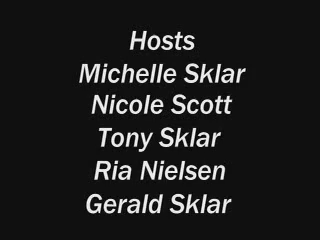 Hosts
Michelle Sklar
Nicole Scott
Tony Sklar
Ria Nielsen
Gerald Sklar